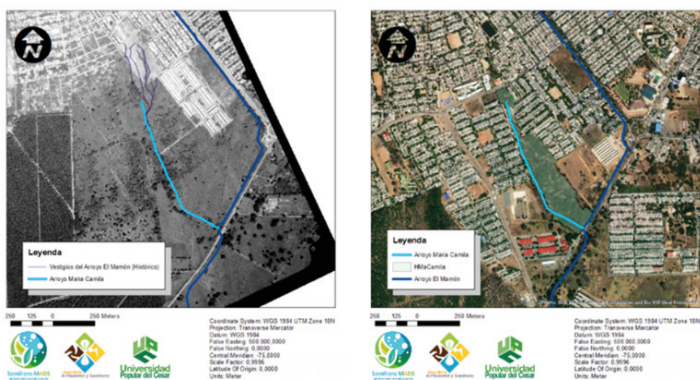 N
Leyenda
Vestigios del Arroyo El Mamón (Histórico)
Arroyo Maria Camila
250 125 0 250 Meters
Coordinate System: WGS 1984 UTM Zone 18N
Projection: Transverse Mercator
Datum: WGS 1984
False Easting: 500.000,0000
False Northing: 0,0000
Central Meridian: -75,0000
Scale Factor: 0,9996
Latitude Of Origin: 0,0000
Units: Meter
Semillero MAIDS
Universidad
Popular del Cesar
N
Leyenda
Arroyo Maria Camila
HMaCamila
Arroyo El Mamón
250 125 0 250 Meters
Coordinate System: WGS 1984 UTM Zone 18N
Projection: Transverse Mercator
Datum: WGS 1984
False Easting: 500.000,0000
False Northing: 0,0000
Central Meridian: -75,0000
Scale Factor: 0,9996
Latitude Of Origin: 0,0000
Units: Meter
Semillero MAIDS
Universidad
Popular del Cesar